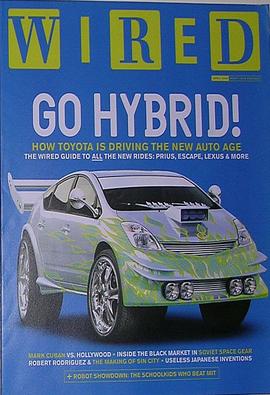 WIRED
GO HYBRID!
HOW TOYOTA IS DRIVING THE NEW AUTO AGE
THE WIRED GUIDE TO ALL THE NEW RIDES: PRIUS, ESCAPE, LEXUS & MORE
MARK CUBAN VS. HOLLYWOOD • INSIDE THE BLACK MARKET IN SOVIET SPACE GEAR
ROBERT RODRIGUEZ & THE MAKING OF SIN CITY • USELESS JAPANESE INVENTIONS
+ ROBOT SHOWDOWN: THE SCHOOLKIDS WHO BEAT MIT